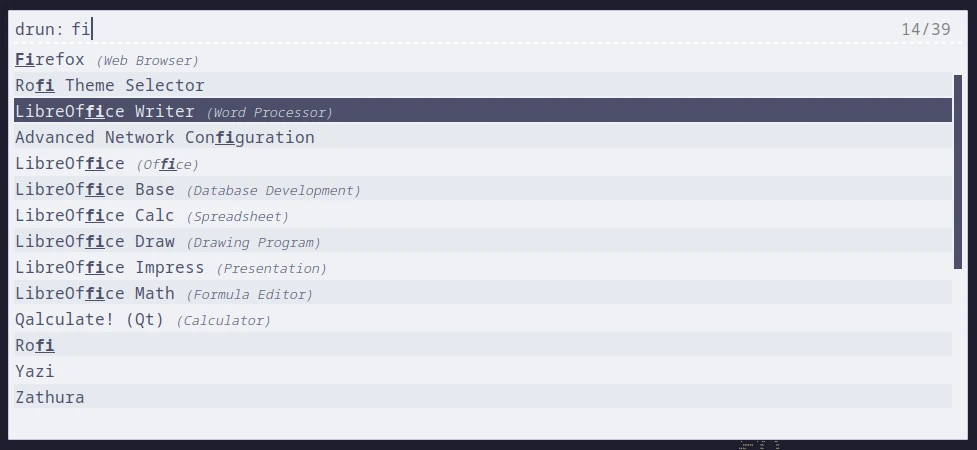 drun: fi 14/39
Firefox (Web Browser)
Rofi Theme Selector
LibreOffice Writer (Word Processor)
Advanced Network Configuration
LibreOffice (Office)
LibreOffice Base (Database Development)
LibreOffice Calc (Spreadsheet)
LibreOffice Draw (Drawing Program)
LibreOffice Impress (Presentation)
LibreOffice Math (Formula Editor)
Qalculate! (Qt) (Calculator)
Rofi
Yazi
Zathura